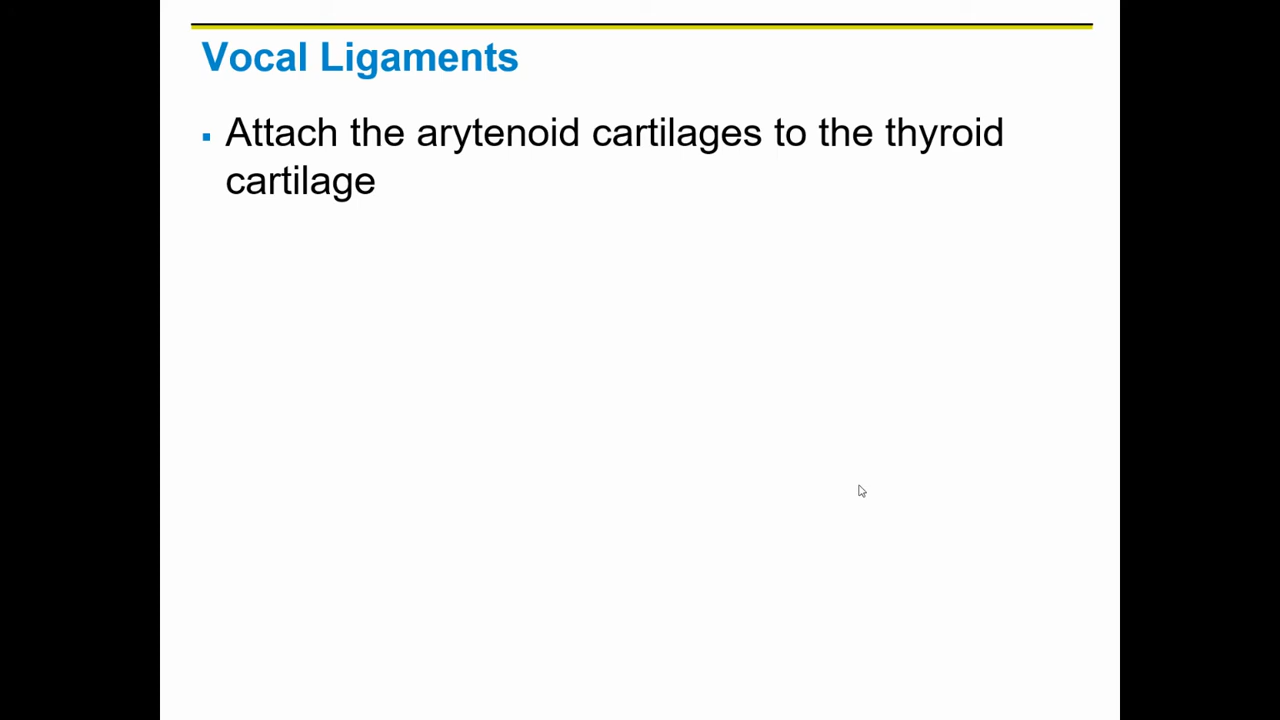 Vocal Ligaments
▪ Attach the arytenoid cartilages to the thyroid
cartilage